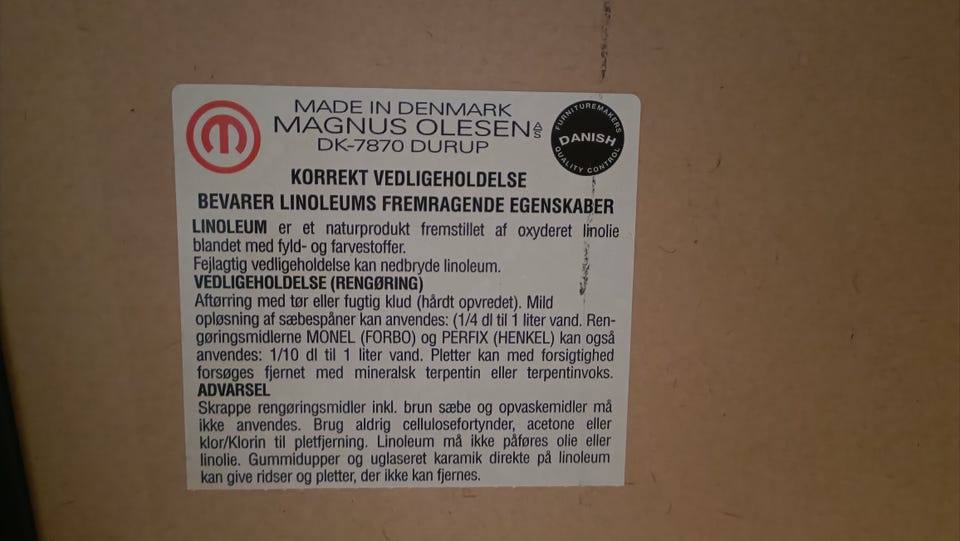 MADE IN DENMARK
MAGNUS OLESEN A/S
DK-7870 DURUP
FURNITUREMAKERS
DANISH
QUALITY CONTROL
KORREKT VEDLIGEHOLDELSE
BEVARER LINOLEUMS FREMRAGENDE EGENSKABER
LINOLEUM er et naturprodukt fremstillet af oxyderet linolie
blandet med fyld- og farvestoffer.
Fejlagtig vedligeholdelse kan nedbryde linoleum.
VEDLIGEHOLDELSE (RENGØRING)
Aftørring med tør eller fugtig klud (hårdt opvredet). Mild
opløsning af sæbespåner kan anvendes: (1/4 dl til 1 liter vand. Ren-
gøringsmidlerne MONEL (FORBO) og PERFIX (HENKEL) kan også
anvendes: 1/10 dl til 1 liter vand. Pletter kan med forsigtighed
forsøges fjernet med mineralsk terpentin eller terpentinvoks.
ADVARSEL
Skrappe rengøringsmidler inkl. brun sæbe og opvaskemidler må
ikke anvendes. Brug aldrig cellulosefortynder, acetone eller
klor/Klorin til pletfjerning. Linoleum må ikke påføres olie eller
linolie. Gummidupper og uglaseret karamik direkte på linoleum
kan give ridser og pletter, der ikke kan fjernes.